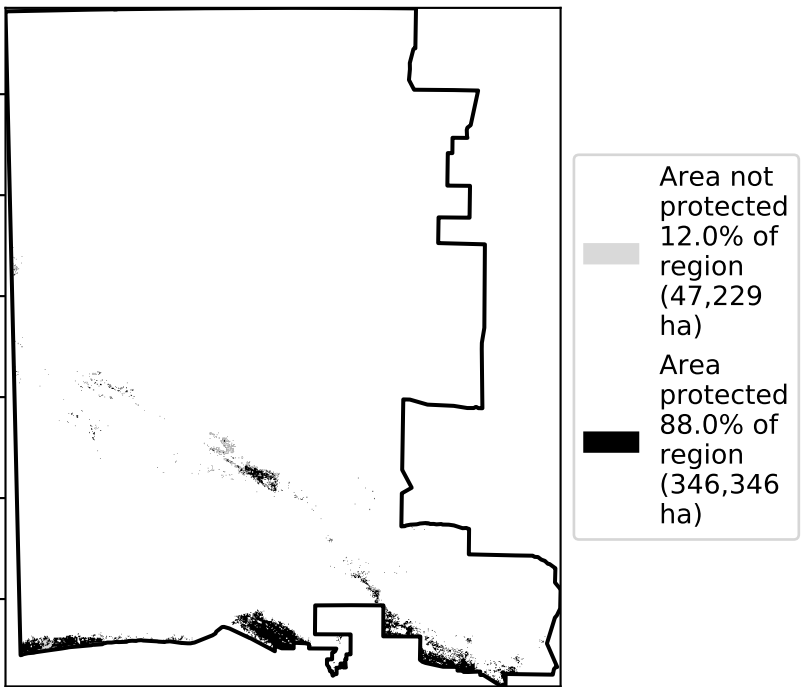 Area not
protected
12.0% of
region
(47,229
ha)
Area
protected
88.0% of
region
(346,346
ha)